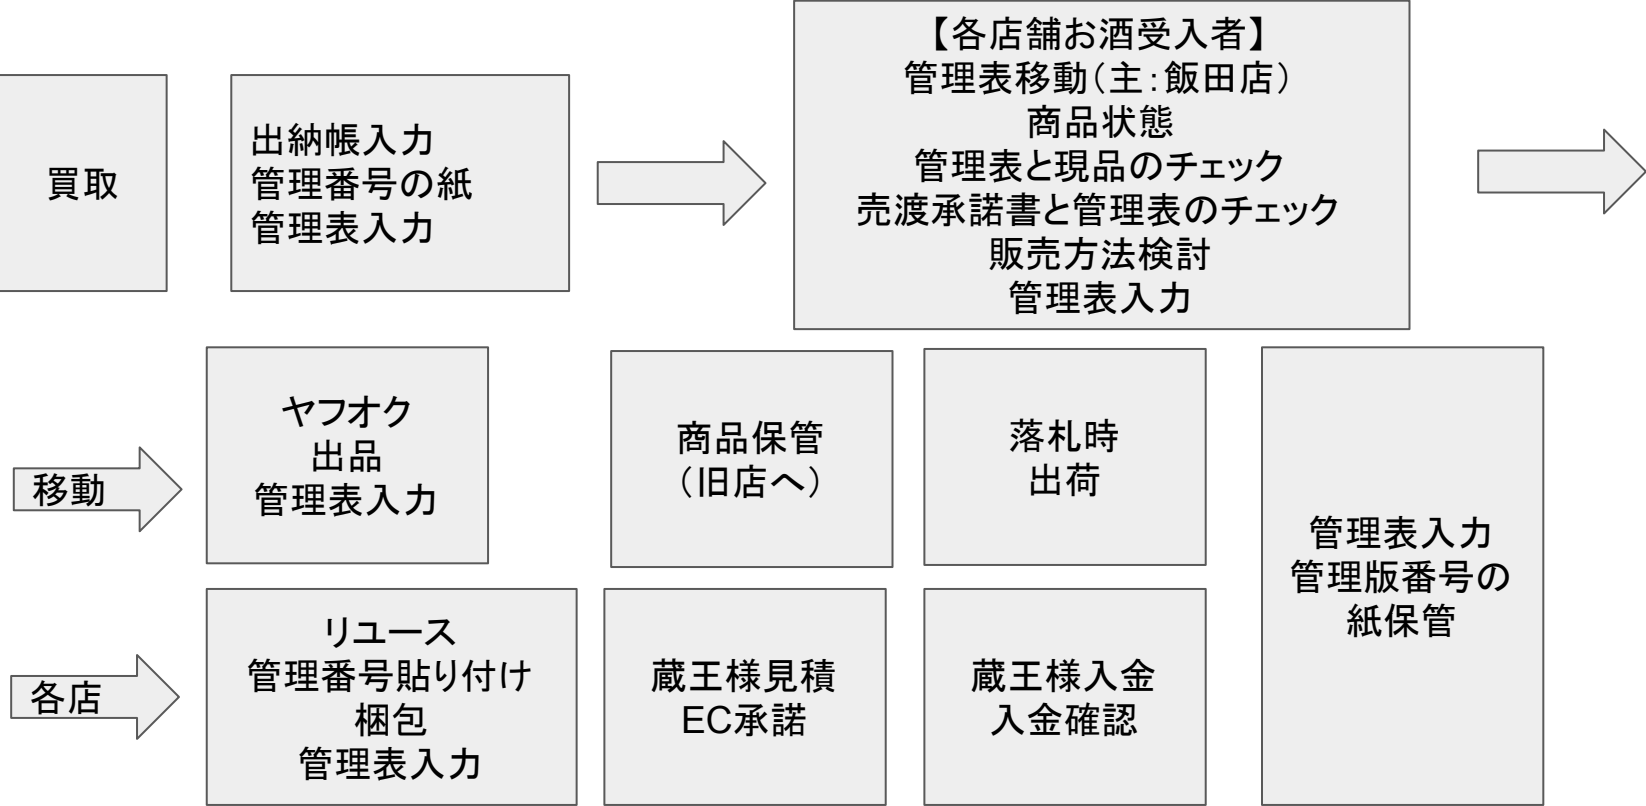 買取
出納帳入力
管理番号の紙
管理表入力
【各店舗お酒受入者】
管理表移動（主：飯田店）
商品状態
管理表と現品のチェック
売渡承諾書と管理表のチェック
販売方法検討
管理表入力
移動
ヤフオク
出品
管理表入力
商品保管
（旧店へ）
落札時
出荷
管理表入力
管理版番号の
紙保管
各店
リユース
管理番号貼り付け
梱包
管理表入力
蔵王様見積
EC承諾
蔵王様入金
入金確認